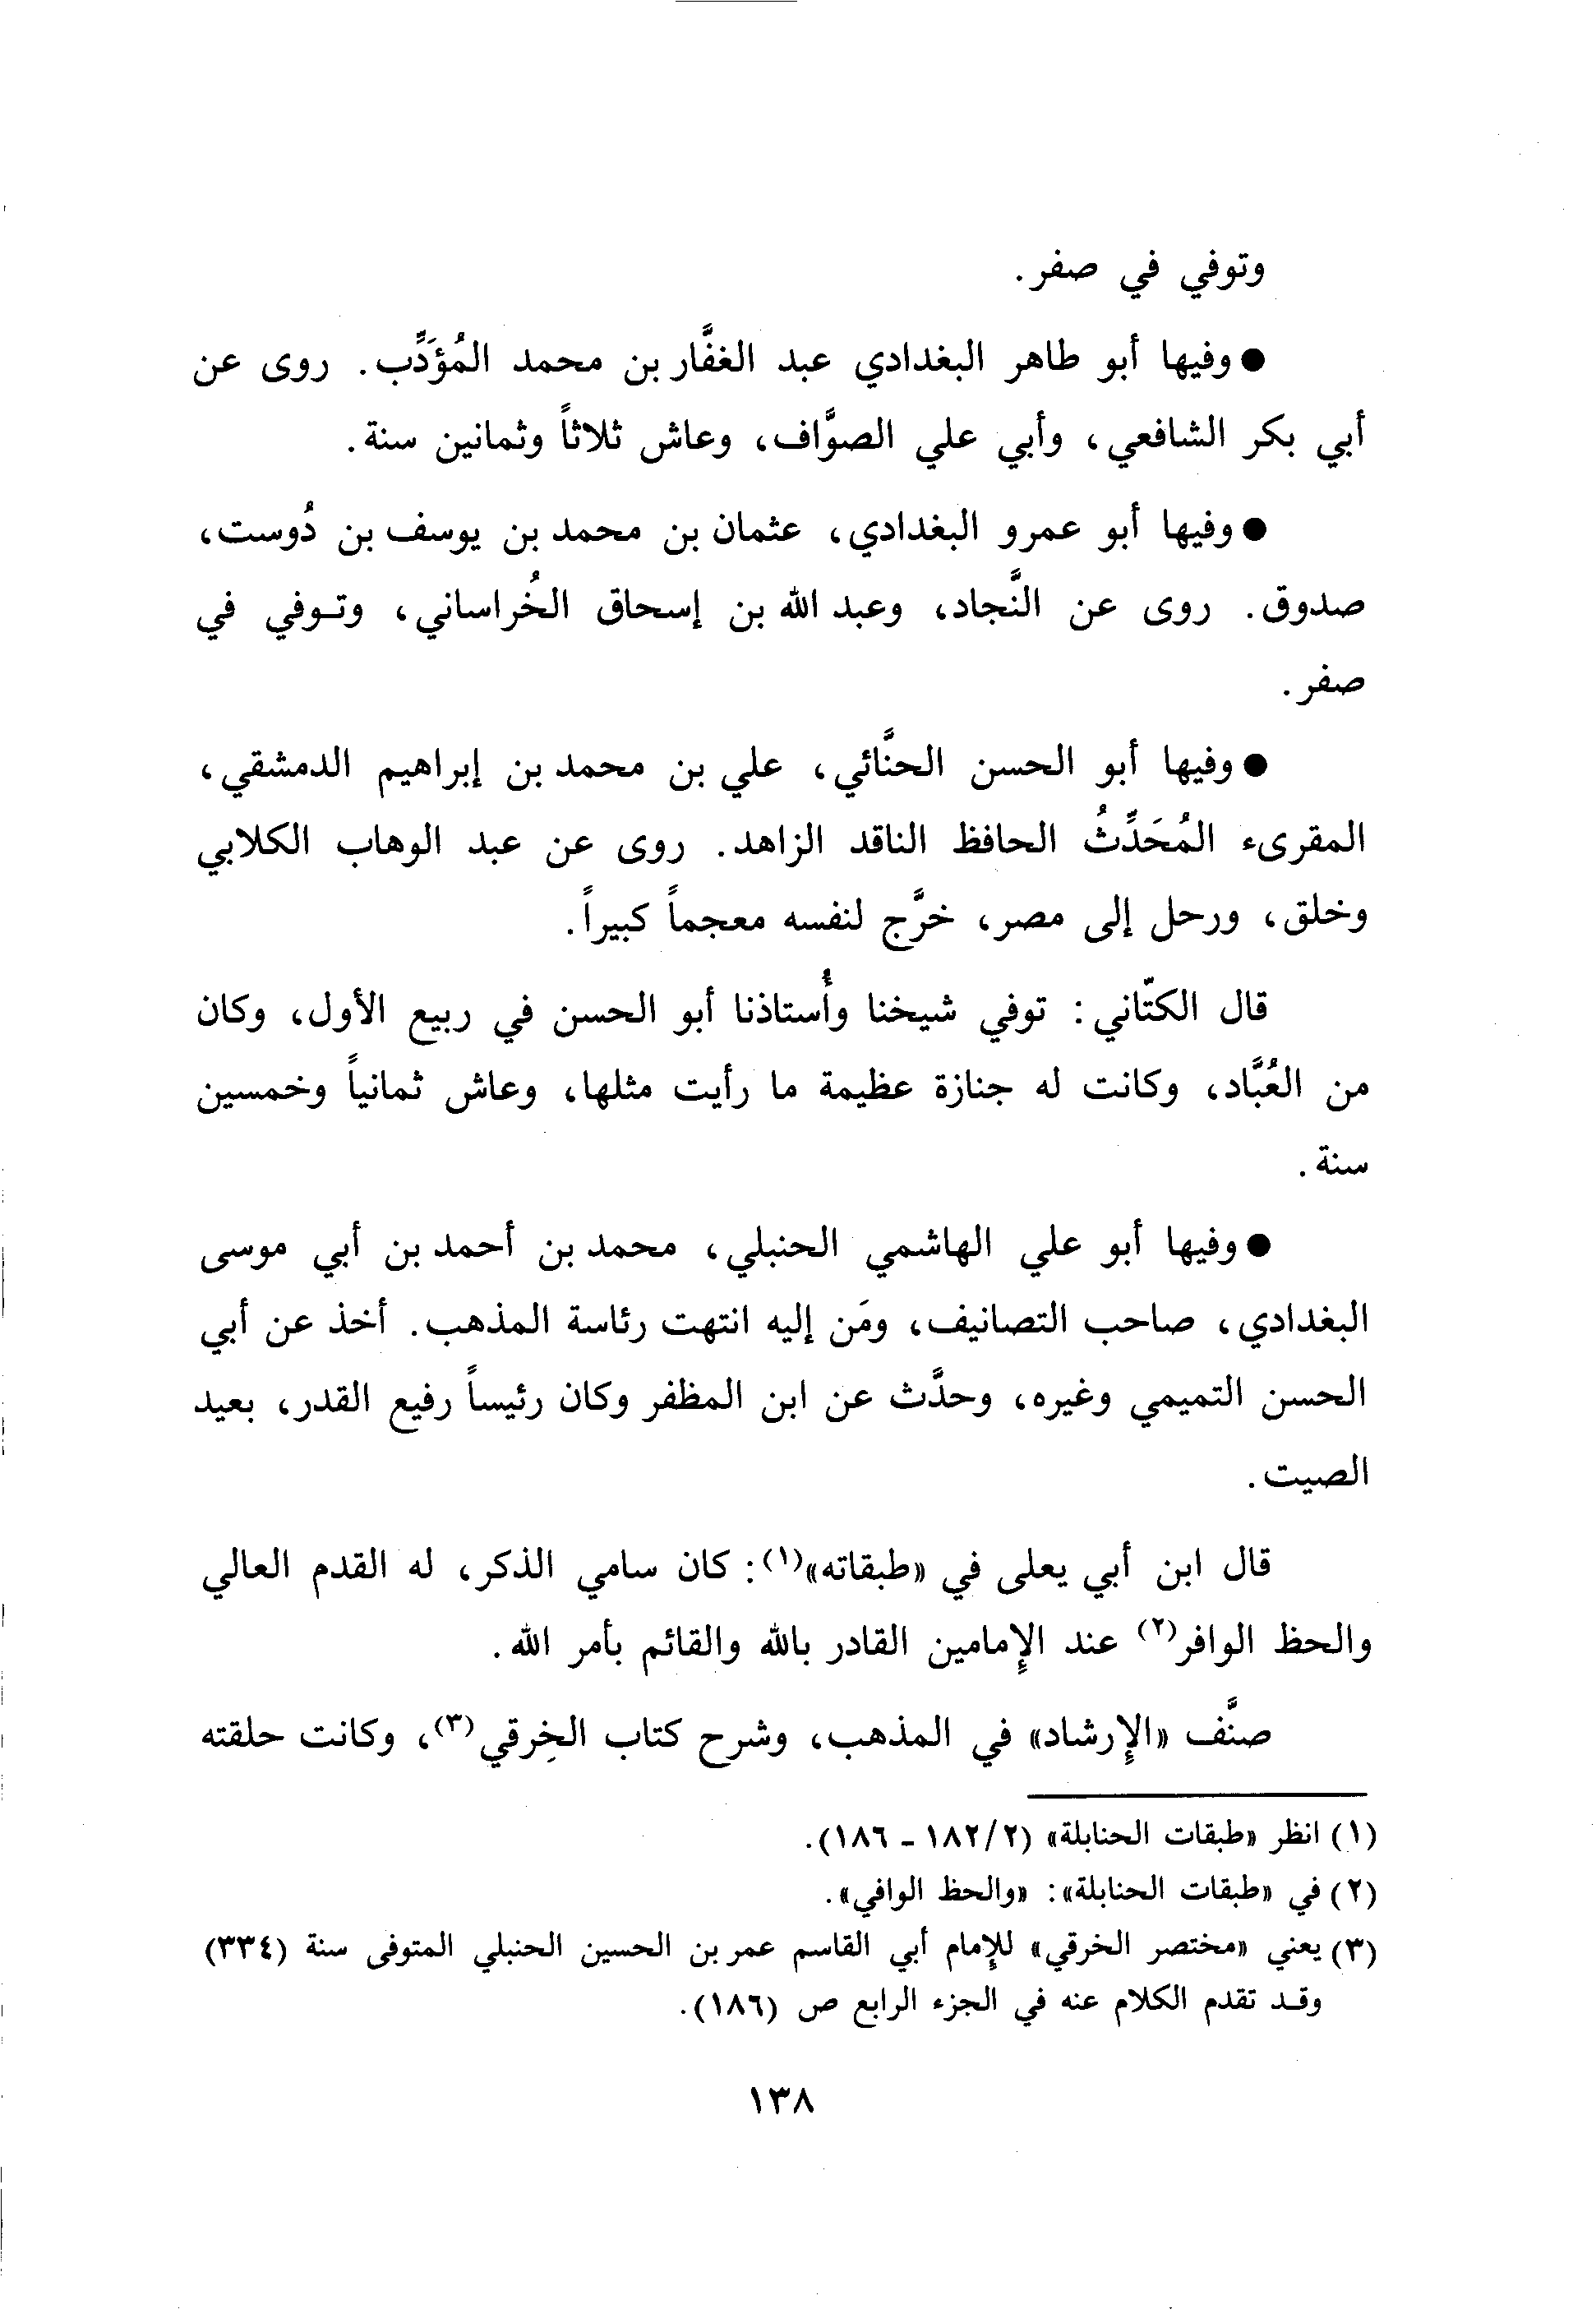 وتوفي في صفر.
● وفيها أبو طاهر البغدادي عبد الغفَّار بن محمد المُؤَدِّب. روى عن
أبي بكر الشافعي، وأبي علي الصوَّاف، وعاش ثلاثاً وثمانين سنة.
● وفيها أبو عمرو البغدادي، عثمان بن محمد بن يوسف بن دُوست،
صدوق. روى عن النَّجاد، وعبد الله بن إسحاق الخُراساني، وتوفي في
صفر.
● وفيها أبو الحسن الحنَّائي، علي بن محمد بن إبراهيم الدمشقي،
المقرىء المُحَدِّثُ الحافظ الناقد الزاهد. روى عن عبد الوهاب الكلابي
وخلق، ورحل إلى مصر، خرَّج لنفسه معجماً كبيراً.
قال الكتّاني: توفي شيخنا وأُستاذنا أبو الحسن في ربيع الأول، وكان
من العُبَّاد، وكانت له جنازة عظيمة ما رأيت مثلها، وعاش ثمانياً وخمسين
سنة.
● وفيها أبو علي الهاشمي الحنبلي، محمد بن أحمد بن أبي موسى
البغدادي، صاحب التصانيف، ومَن إليه انتهت رئاسة المذهب. أخذ عن أبي
الحسن التميمي وغيره، وحدَّث عن ابن المظفر وكان رئيساً رفيع القدر، بعيد
الصيت.
قال ابن أبي يعلى في «طبقاته»(١): كان سامي الذكر، له القدم العالي
والحظ الوافر(٢) عند الإِمامين القادر بالله والقائم بأمر الله.
صنَّف «الإِرشاد» في المذهب، وشرح كتاب الخِرقي(٣)، وكانت حلقته
(١) انظر «طبقات الحنابلة» (٢/ ١٨٢ - ١٨٦).
(٢) في «طبقات الحنابلة»: «والحظ الوافي».
(٣) يعني «مختصر الخرقي» للإِمام أبي القاسم عمر بن الحسين الحنبلي المتوفى سنة (٣٣٤)
وقد تقدم الكلام عنه في الجزء الرابع ص (١٨٦).
١٣٨